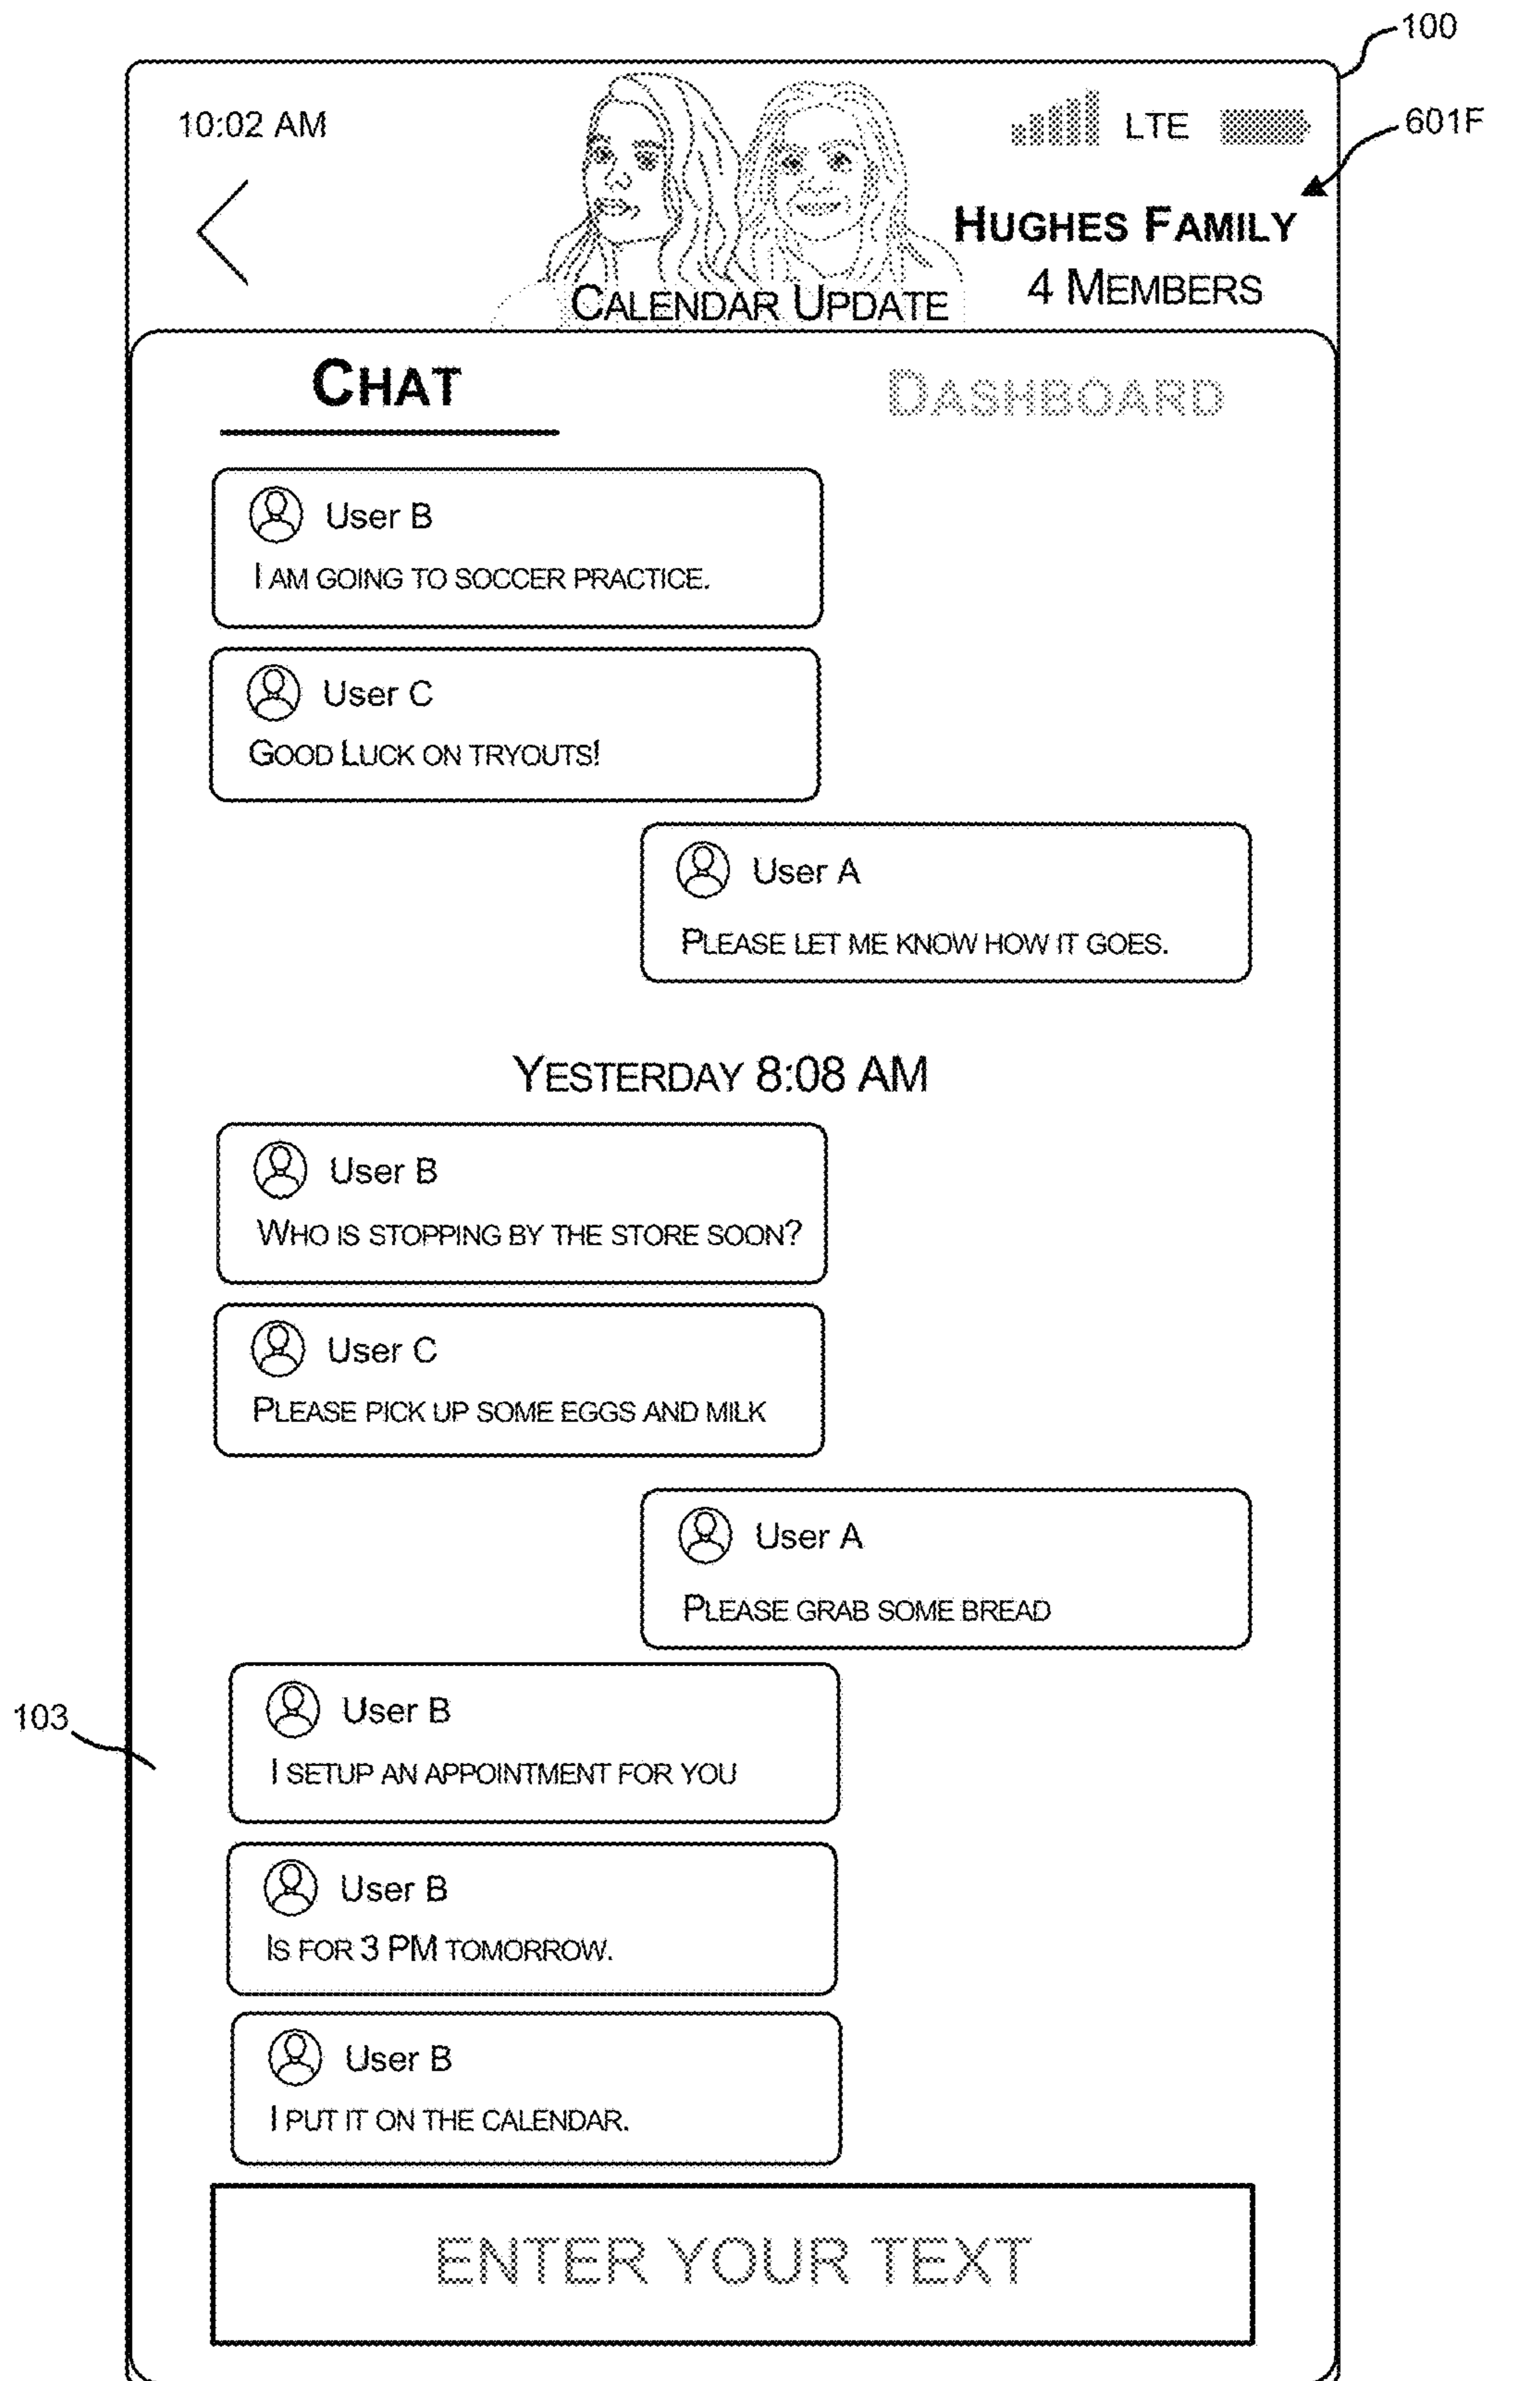 100
10:02 AM
LTE
601F
HUGHES FAMILY
4 MEMBERS
CALENDAR UPDATE
CHAT
DASHBOARD
User B
I AM GOING TO SOCCER PRACTICE.
User C
GOOD LUCK ON TRYOUTS!
User A
PLEASE LET ME KNOW HOW IT GOES.
YESTERDAY 8:08 AM
User B
WHO IS STOPPING BY THE STORE SOON?
User C
PLEASE PICK UP SOME EGGS AND MILK
User A
PLEASE GRAB SOME BREAD
103
User B
I SETUP AN APPOINTMENT FOR YOU
User B
IS FOR 3 PM TOMORROW.
User B
I PUT IT ON THE CALENDAR.
ENTER YOUR TEXT